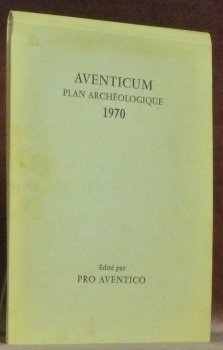 AVENTICUM
PLAN ARCHÉOLOGIQUE
1970
Edité par
PRO AVENTICO